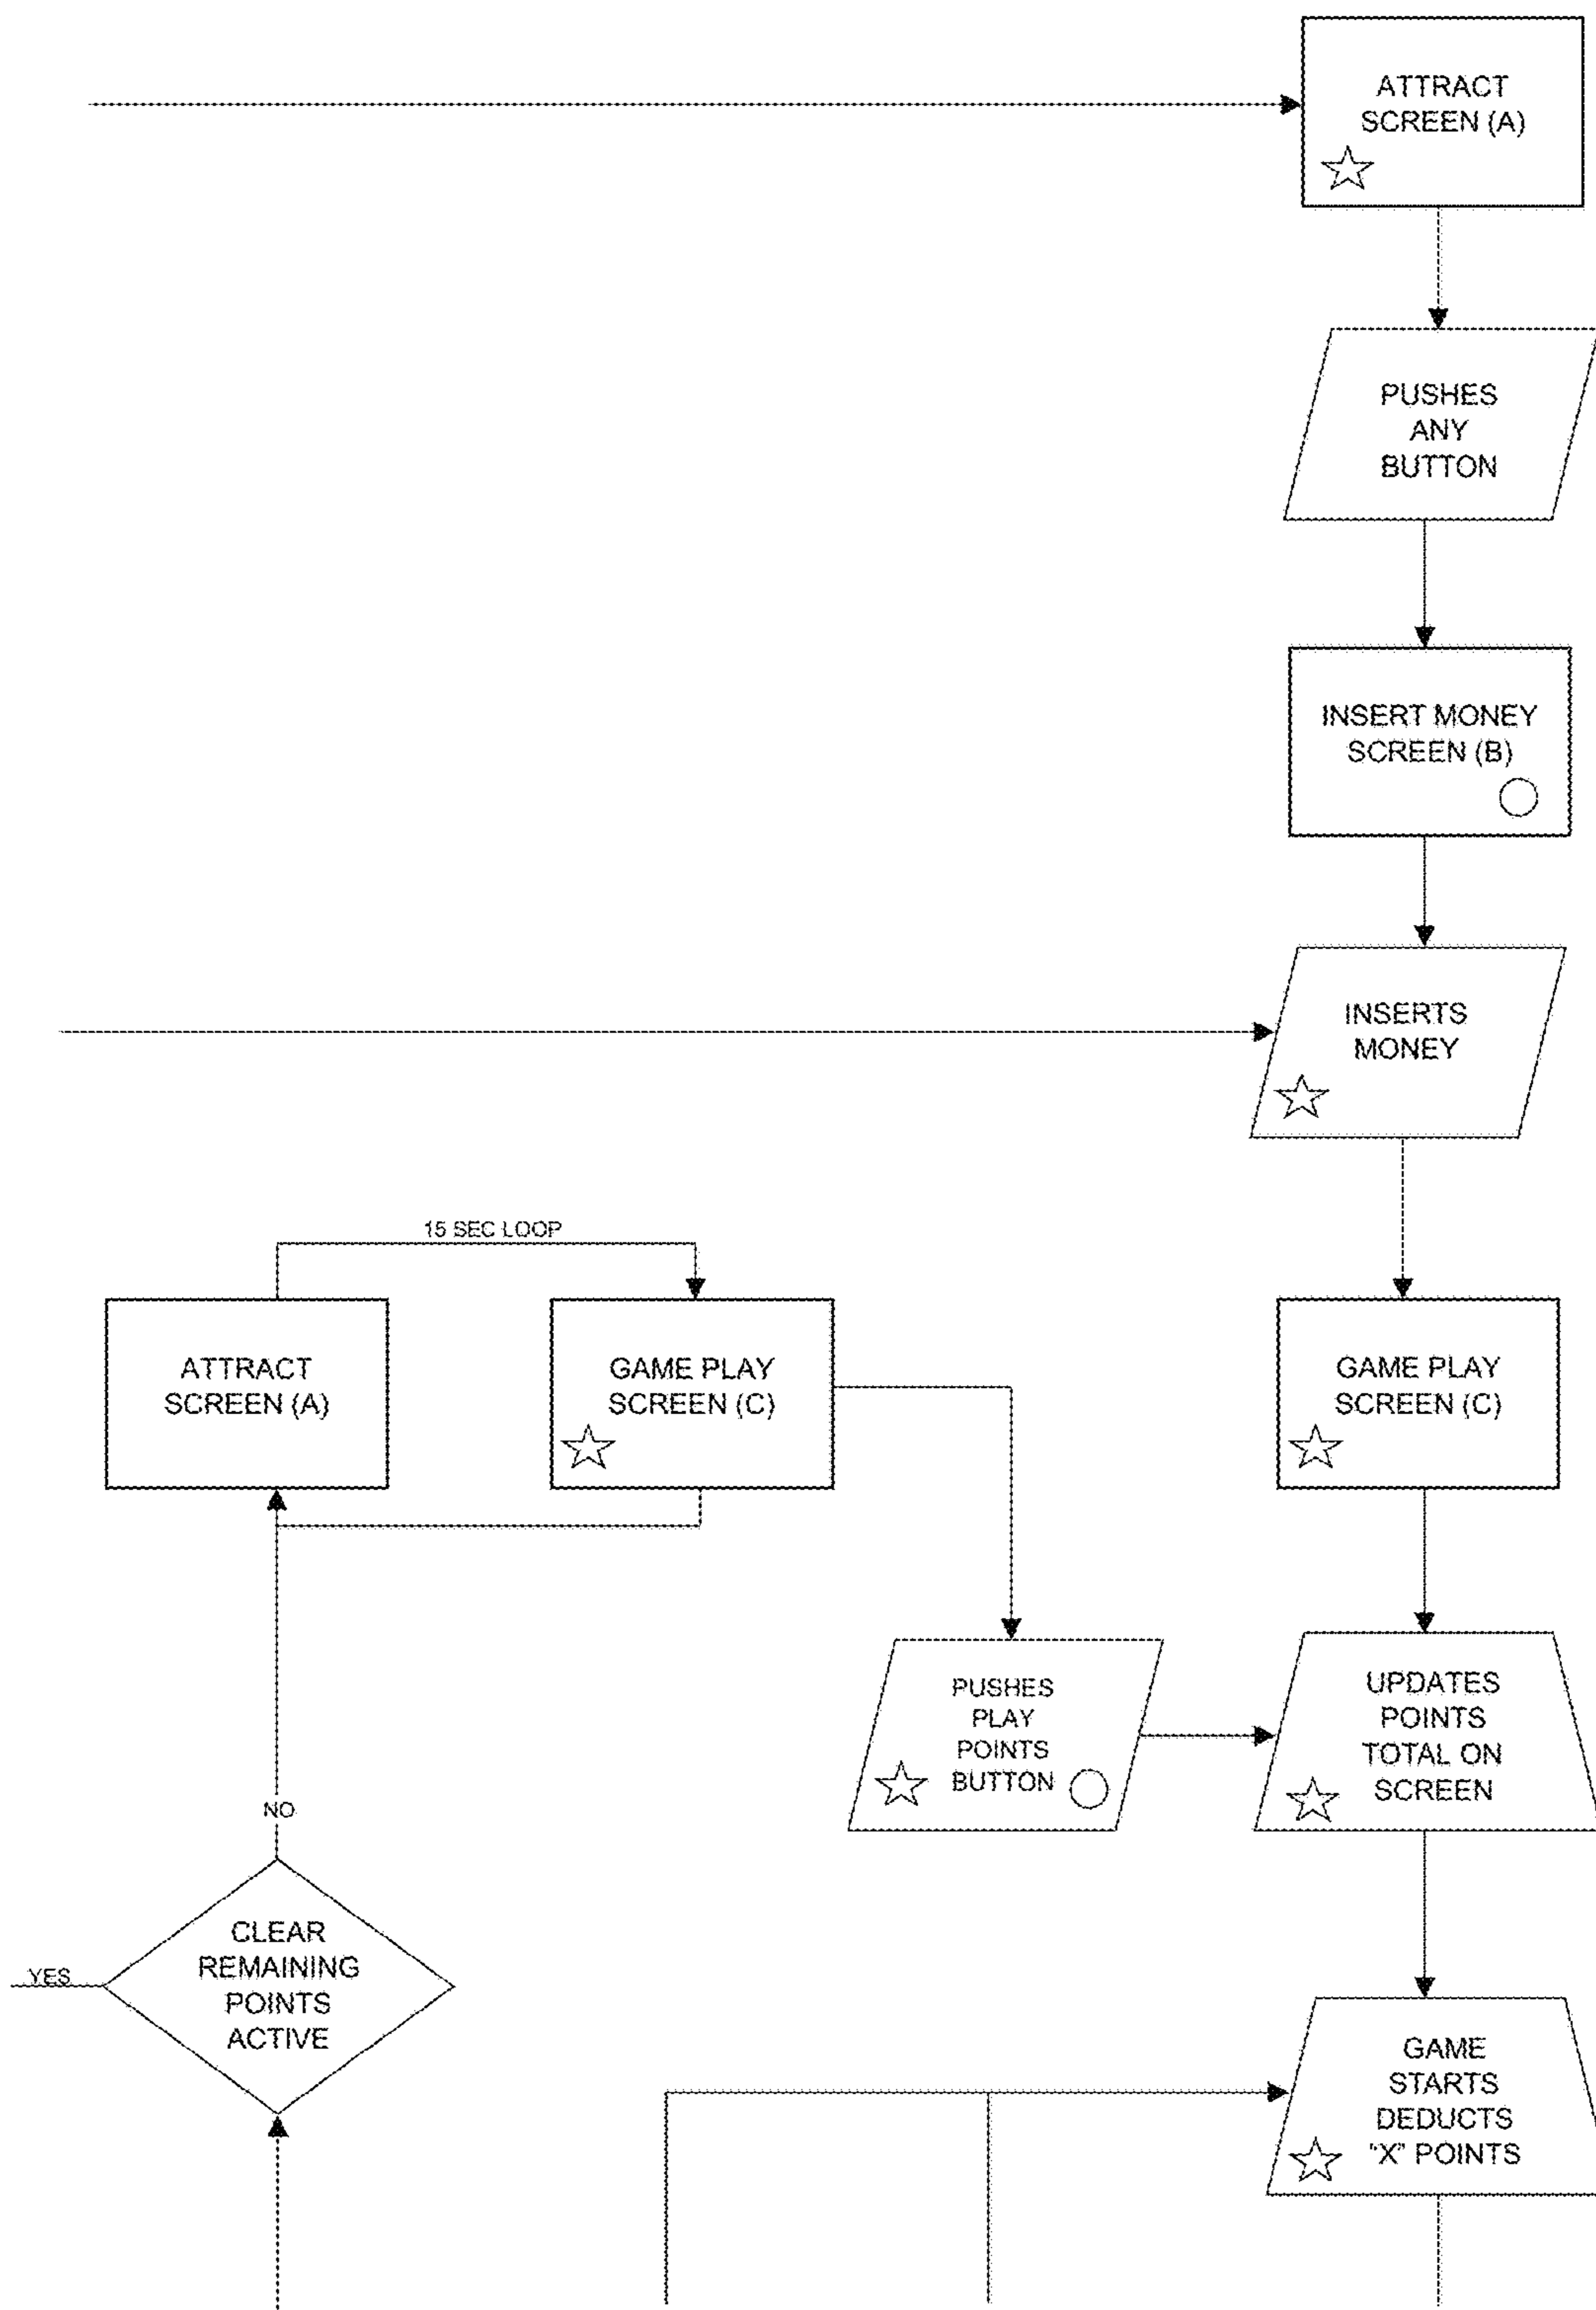 ATTRACT
SCREEN (A)
PUSHES
ANY
BUTTON
INSERT MONEY
SCREEN (B)
INSERTS
MONEY
15 SEC LOOP
ATTRACT
SCREEN (A)
GAME PLAY
SCREEN (C)
GAME PLAY
SCREEN (C)
PUSHES
PLAY
POINTS
BUTTON
UPDATES
POINTS
TOTAL ON
SCREEN
NO
CLEAR
REMAINING
POINTS
ACTIVE
YES
GAME
STARTS
DEDUCTS
"X" POINTS